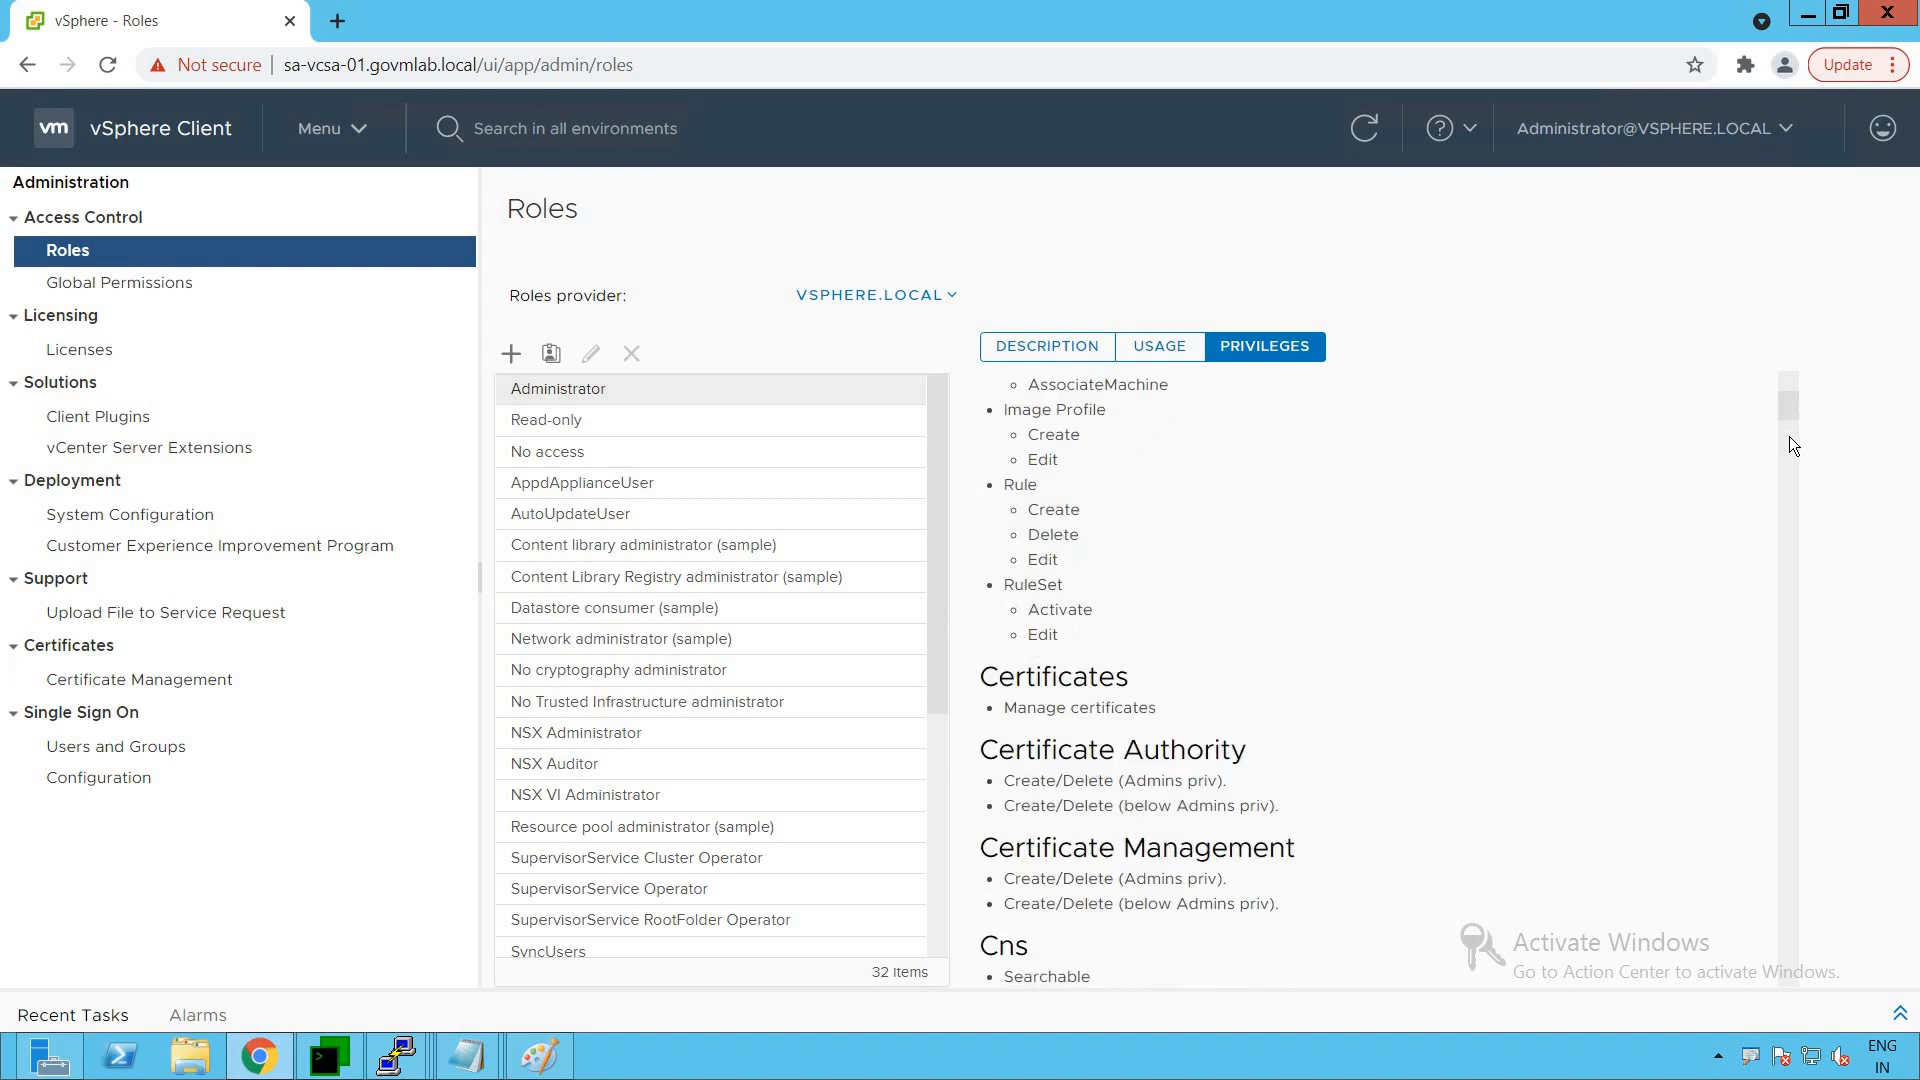 vSphere - Roles
Not secure
sa-vcsa-01.govmlab.local/ui/app/admin/roles
Update
vm
vSphere Client
Menu
Search in all environments
Administrator@VSPHERE.LOCAL
Administration
Access Control
Roles
Global Permissions
Licensing
Licenses
Solutions
Client Plugins
vCenter Server Extensions
Deployment
System Configuration
Customer Experience Improvement Program
Support
Upload File to Service Request
Certificates
Certificate Management
Single Sign On
Users and Groups
Configuration
Roles
Roles provider:
VSPHERE.LOCAL
Administrator
Read-only
No access
AppdApplianceUser
AutoUpdateUser
Content library administrator (sample)
Content Library Registry administrator (sample)
Datastore consumer (sample)
Network administrator (sample)
No cryptography administrator
No Trusted Infrastructure administrator
NSX Administrator
NSX Auditor
NSX VI Administrator
Resource pool administrator (sample)
SupervisorService Cluster Operator
SupervisorService Operator
SupervisorService RootFolder Operator
SyncUsers
32 items
DESCRIPTION
USAGE
PRIVILEGES
AssociateMachine
Image Profile
Create
Edit
Rule
Create
Delete
Edit
RuleSet
Activate
Edit
Certificates
Manage certificates
Certificate Authority
Create/Delete (Admins priv).
Create/Delete (below Admins priv).
Certificate Management
Create/Delete (Admins priv).
Create/Delete (below Admins priv).
Cns
Searchable
Activate Windows
Go to Action Center to activate Windows.
Recent Tasks
Alarms
ENG
IN